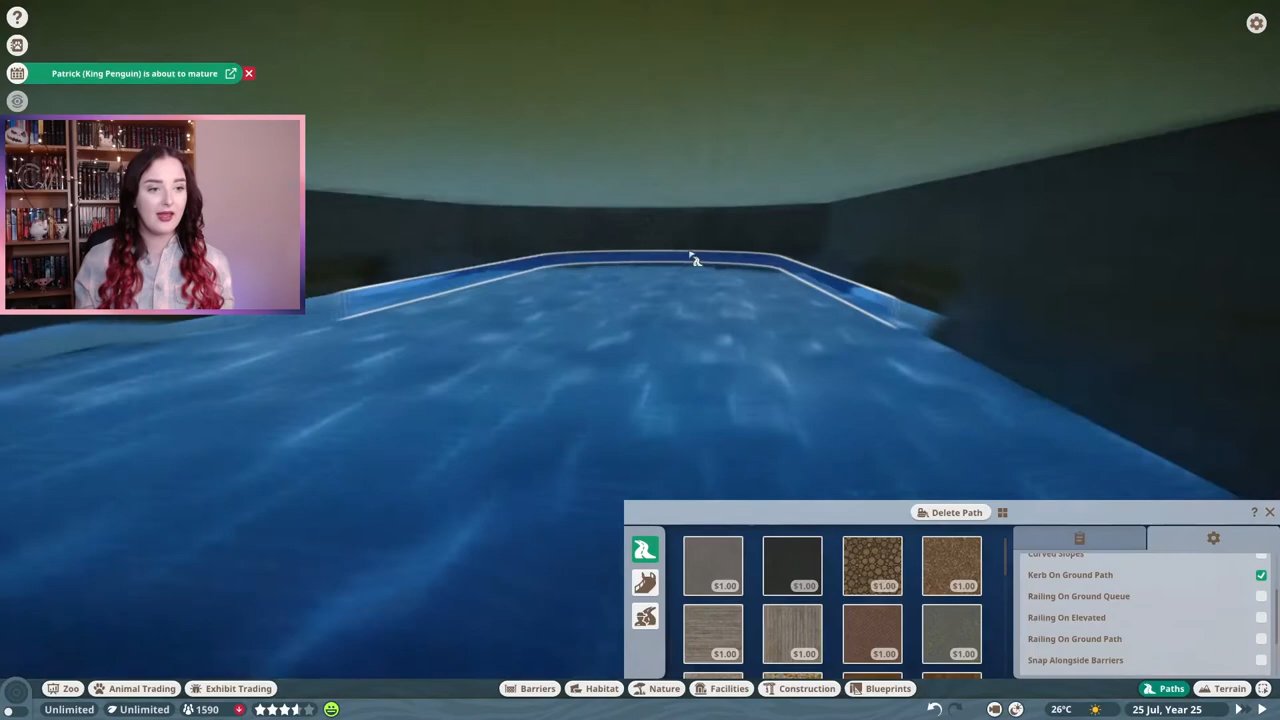 ?
Patrick (King Penguin) is about to mature
Delete Path
?
$1.00
$1.00
$1.00
$1.00
$1.00
$1.00
$1.00
$1.00
Curved Slopes
Kerb On Ground Path
Railing On Ground Queue
Railing On Elevated
Railing On Ground Path
Snap Alongside Barriers
Zoo
Animal Trading
Exhibit Trading
Barriers
Habitat
Nature
Facilities
Construction
Blueprints
Paths
Terrain
Unlimited
Unlimited
1590
26°C
25 Jul, Year 25